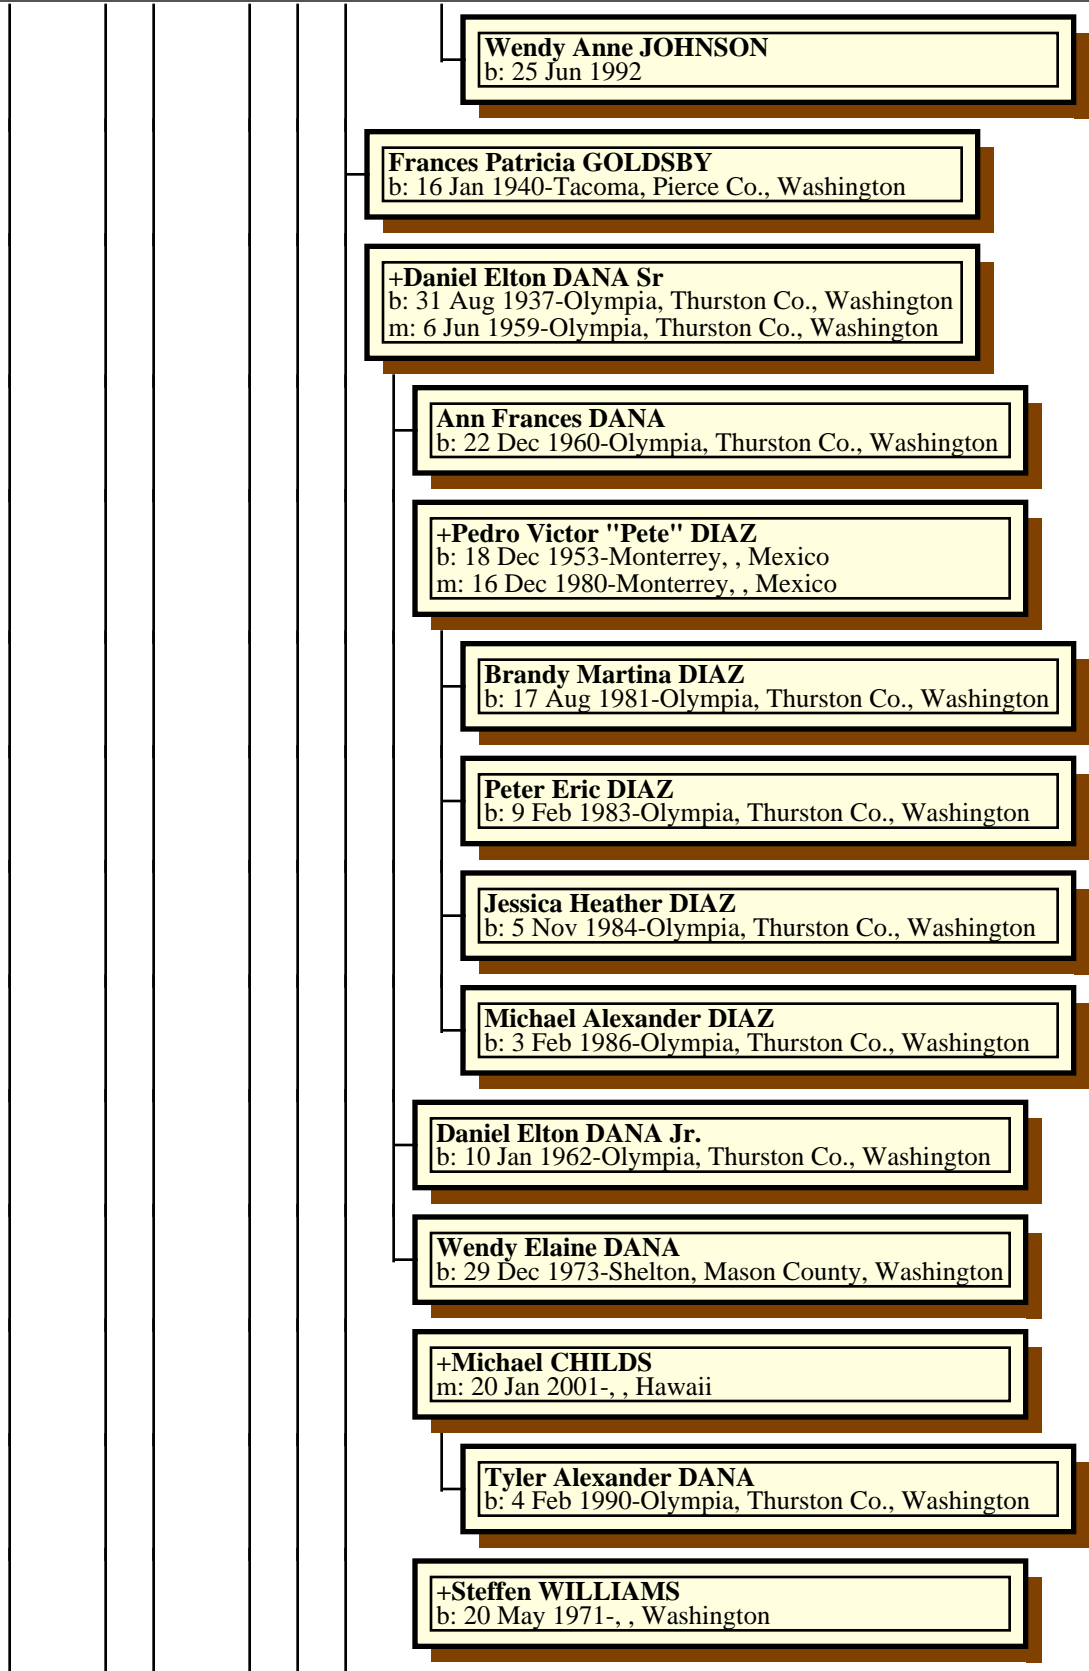 Wendy Anne JOHNSON
b: 25 Jun 1992
Frances Patricia GOLDSBY
b: 16 Jan 1940-Tacoma, Pierce Co., Washington
+Daniel Elton DANA Sr
b: 31 Aug 1937-Olympia, Thurston Co., Washington
m: 6 Jun 1959-Olympia, Thurston Co., Washington
Ann Frances DANA
b: 22 Dec 1960-Olympia, Thurston Co., Washington
+Pedro Victor "Pete" DIAZ
b: 18 Dec 1953-Monterrey, , Mexico
m: 16 Dec 1980-Monterrey, , Mexico
Brandy Martina DIAZ
b: 17 Aug 1981-Olympia, Thurston Co., Washington
Peter Eric DIAZ
b: 9 Feb 1983-Olympia, Thurston Co., Washington
Jessica Heather DIAZ
b: 5 Nov 1984-Olympia, Thurston Co., Washington
Michael Alexander DIAZ
b: 3 Feb 1986-Olympia, Thurston Co., Washington
Daniel Elton DANA Jr.
b: 10 Jan 1962-Olympia, Thurston Co., Washington
Wendy Elaine DANA
b: 29 Dec 1973-Shelton, Mason County, Washington
+Michael CHILDS
m: 20 Jan 2001-, , Hawaii
Tyler Alexander DANA
b: 4 Feb 1990-Olympia, Thurston Co., Washington
+Steffen WILLIAMS
b: 20 May 1971-, , Washington